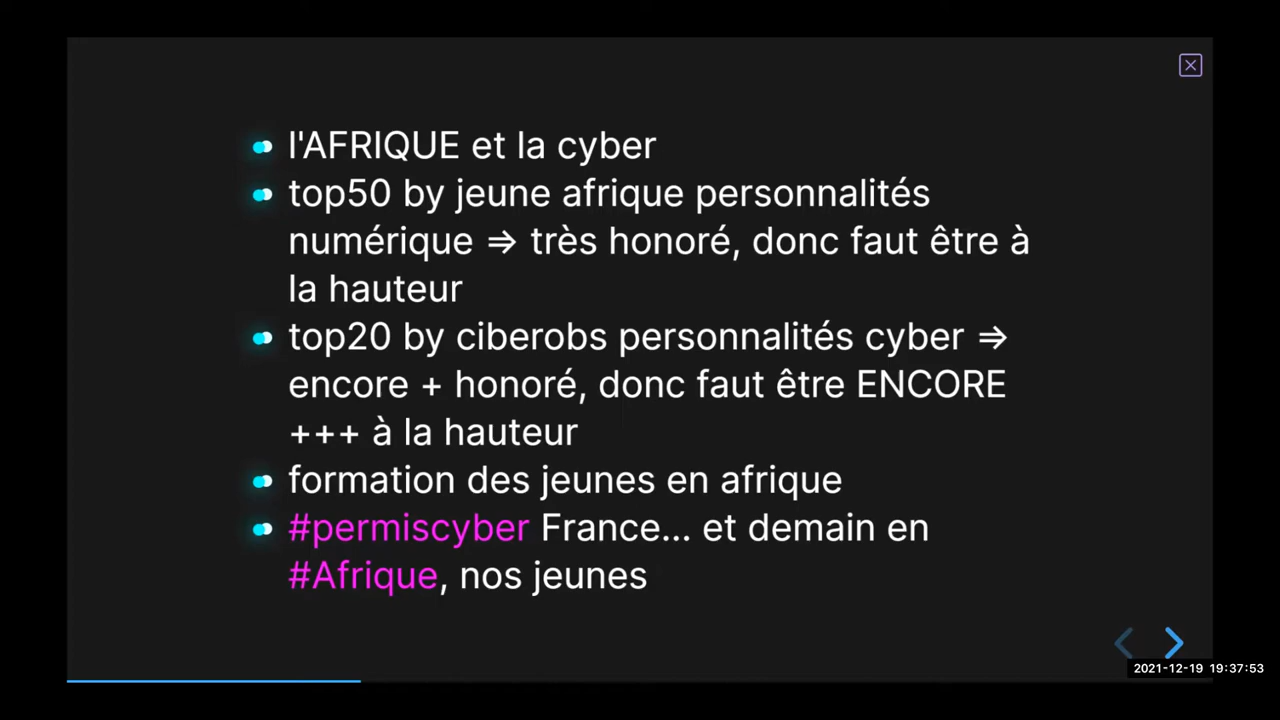 l'AFRIQUE et la cyber
top50 by jeune afrique personnalités
numérique ⇒ très honoré, donc faut être à
la hauteur
top20 by ciberobs personnalités cyber ⇒
encore + honoré, donc faut être ENCORE
+++ à la hauteur
formation des jeunes en afrique
#permiscyber France... et demain en
#Afrique, nos jeunes
2021-12-19 19:37:53